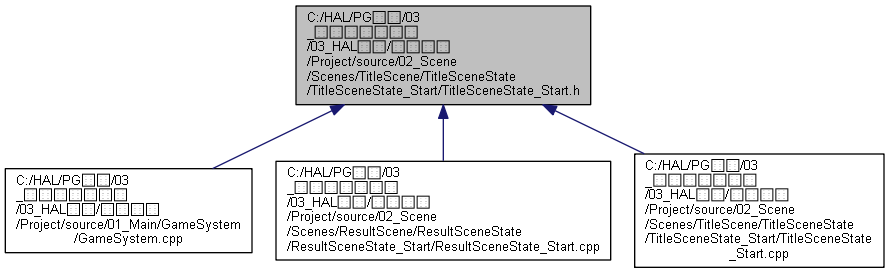 C:/HAL/PG□□/03
_□□□□□□□
/03_HAL□□/□□□□
/Project/source/02_Scene
/Scenes/TitleScene/TitleSceneState
/TitleSceneState_Start/TitleSceneState_Start.h
C:/HAL/PG□□/03
_□□□□□□□
/03_HAL□□/□□□□
/Project/source/01_Main/GameSystem
/GameSystem.cpp
C:/HAL/PG□□/03
_□□□□□□□
/03_HAL□□/□□□□
/Project/source/02_Scene
/Scenes/ResultScene/ResultSceneState
/ResultSceneState_Start/ResultSceneState_Start.cpp
C:/HAL/PG□□/03
_□□□□□□□
/03_HAL□□/□□□□
/Project/source/02_Scene
/Scenes/TitleScene/TitleSceneState
/TitleSceneState_Start/TitleSceneState
_Start.cpp